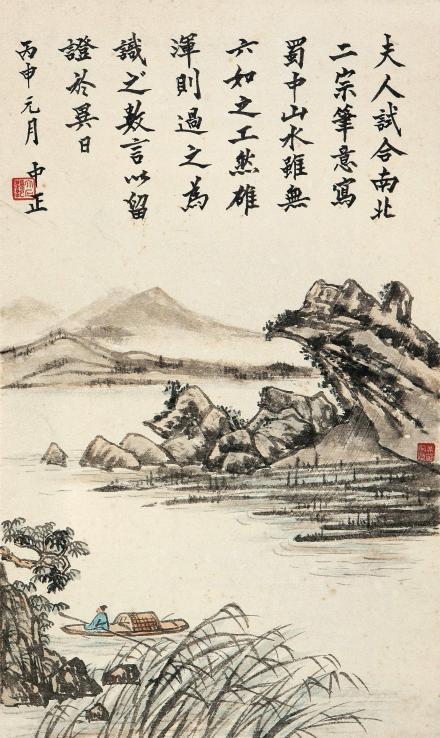 夫人試合南北
二宗筆意寫
蜀中山水雖無
六如之工然雄
渾則過之為
識之數言以留
證於異日
丙申元月 中正